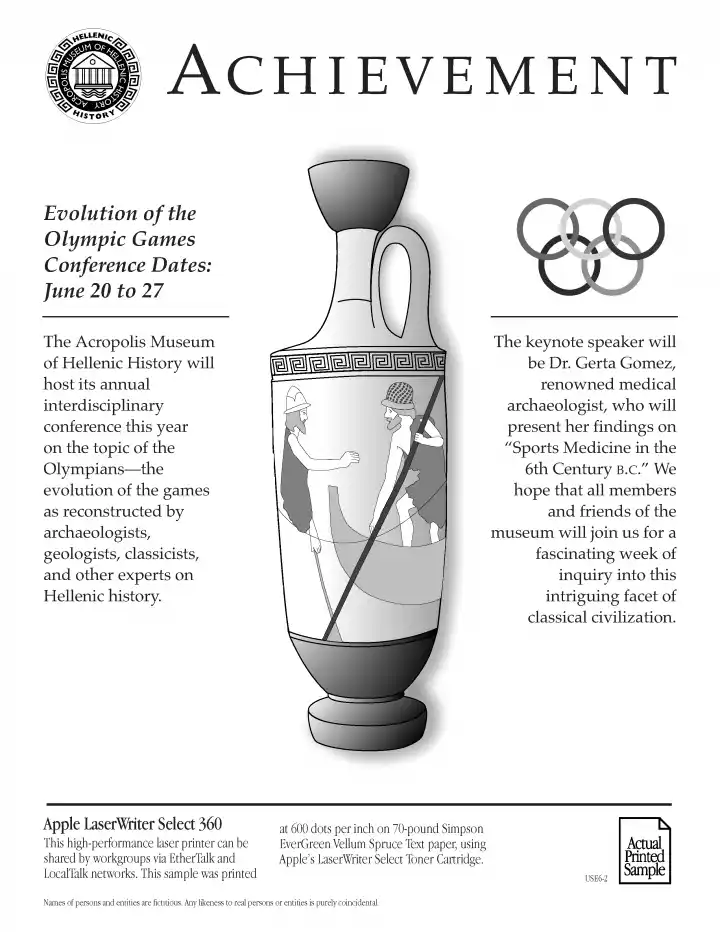 HELLENIC
ACROPOLIS MUSEUM OF HELLENIC HISTORY
HISTORY
ACHIEVEMENT
Evolution of the
Olympic Games
Conference Dates:
June 20 to 27
The Acropolis Museum
of Hellenic History will
host its annual
interdisciplinary
conference this year
on the topic of the
Olympians—the
evolution of the games
as reconstructed by
archaeologists,
geologists, classicists,
and other experts on
Hellenic history.
The keynote speaker will
be Dr. Gerta Gomez,
renowned medical
archaeologist, who will
present her findings on
“Sports Medicine in the
6th Century B.C.” We
hope that all members
and friends of the
museum will join us for a
fascinating week of
inquiry into this
intriguing facet of
classical civilization.
Apple LaserWriter Select 360
This high-performance laser printer can be
shared by workgroups via EtherTalk and
LocalTalk networks. This sample was printed
at 600 dots per inch on 70-pound Simpson
EverGreen Vellum Spruce Text paper, using
Apple's LaserWriter Select Toner Cartridge.
USE6-2
Actual
Printed
Sample
Names of persons and entities are fictitious. Any likeness to real persons or entities is purely coincidental.